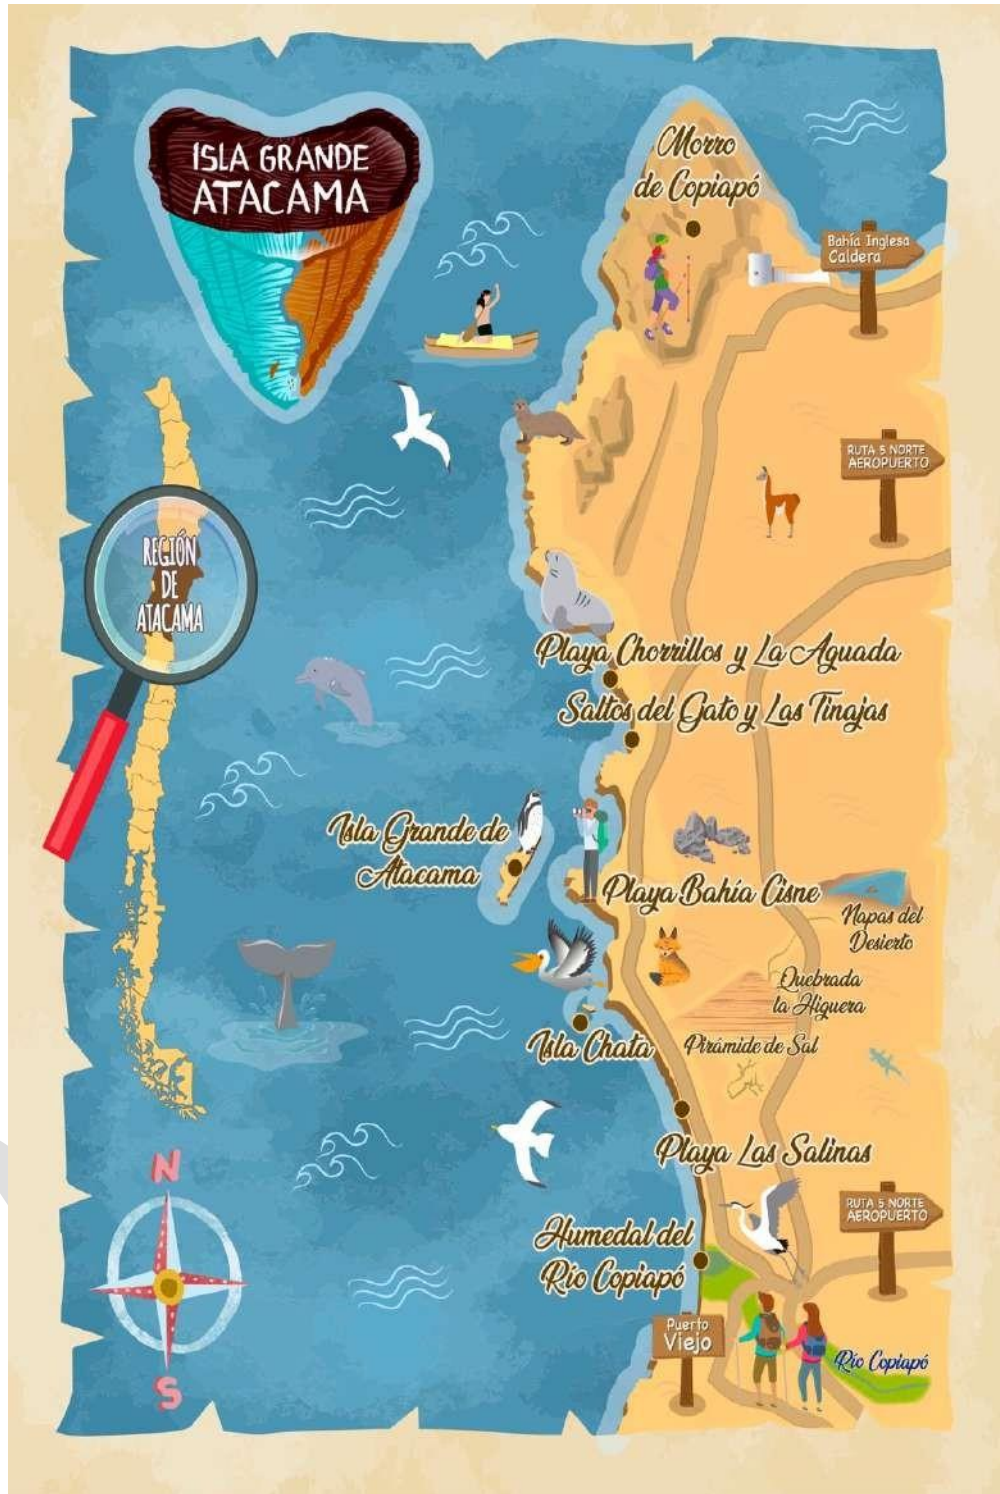 ISLA GRANDE
ATACAMA
Morro
de Copiapó
Bahía Inglesa
Caldera
RUTA 5 NORTE
AEROPUERTO
REGIÓN
DE
ATACAMA
Playa Chorrillos y La Aguada
Saltos del Gato y Las Tinajas
Isla Grande de
Atacama
Playa Bahía Cisne
Napas del
Desierto
Quebrada
la Higuera
Isla Chata
Pirámide de Sal
Playa Las Salinas
N
S
RUTA 5 NORTE
AEROPUERTO
Humedal del
Río Copiapó
Puerto
Viejo
Río Copiapó